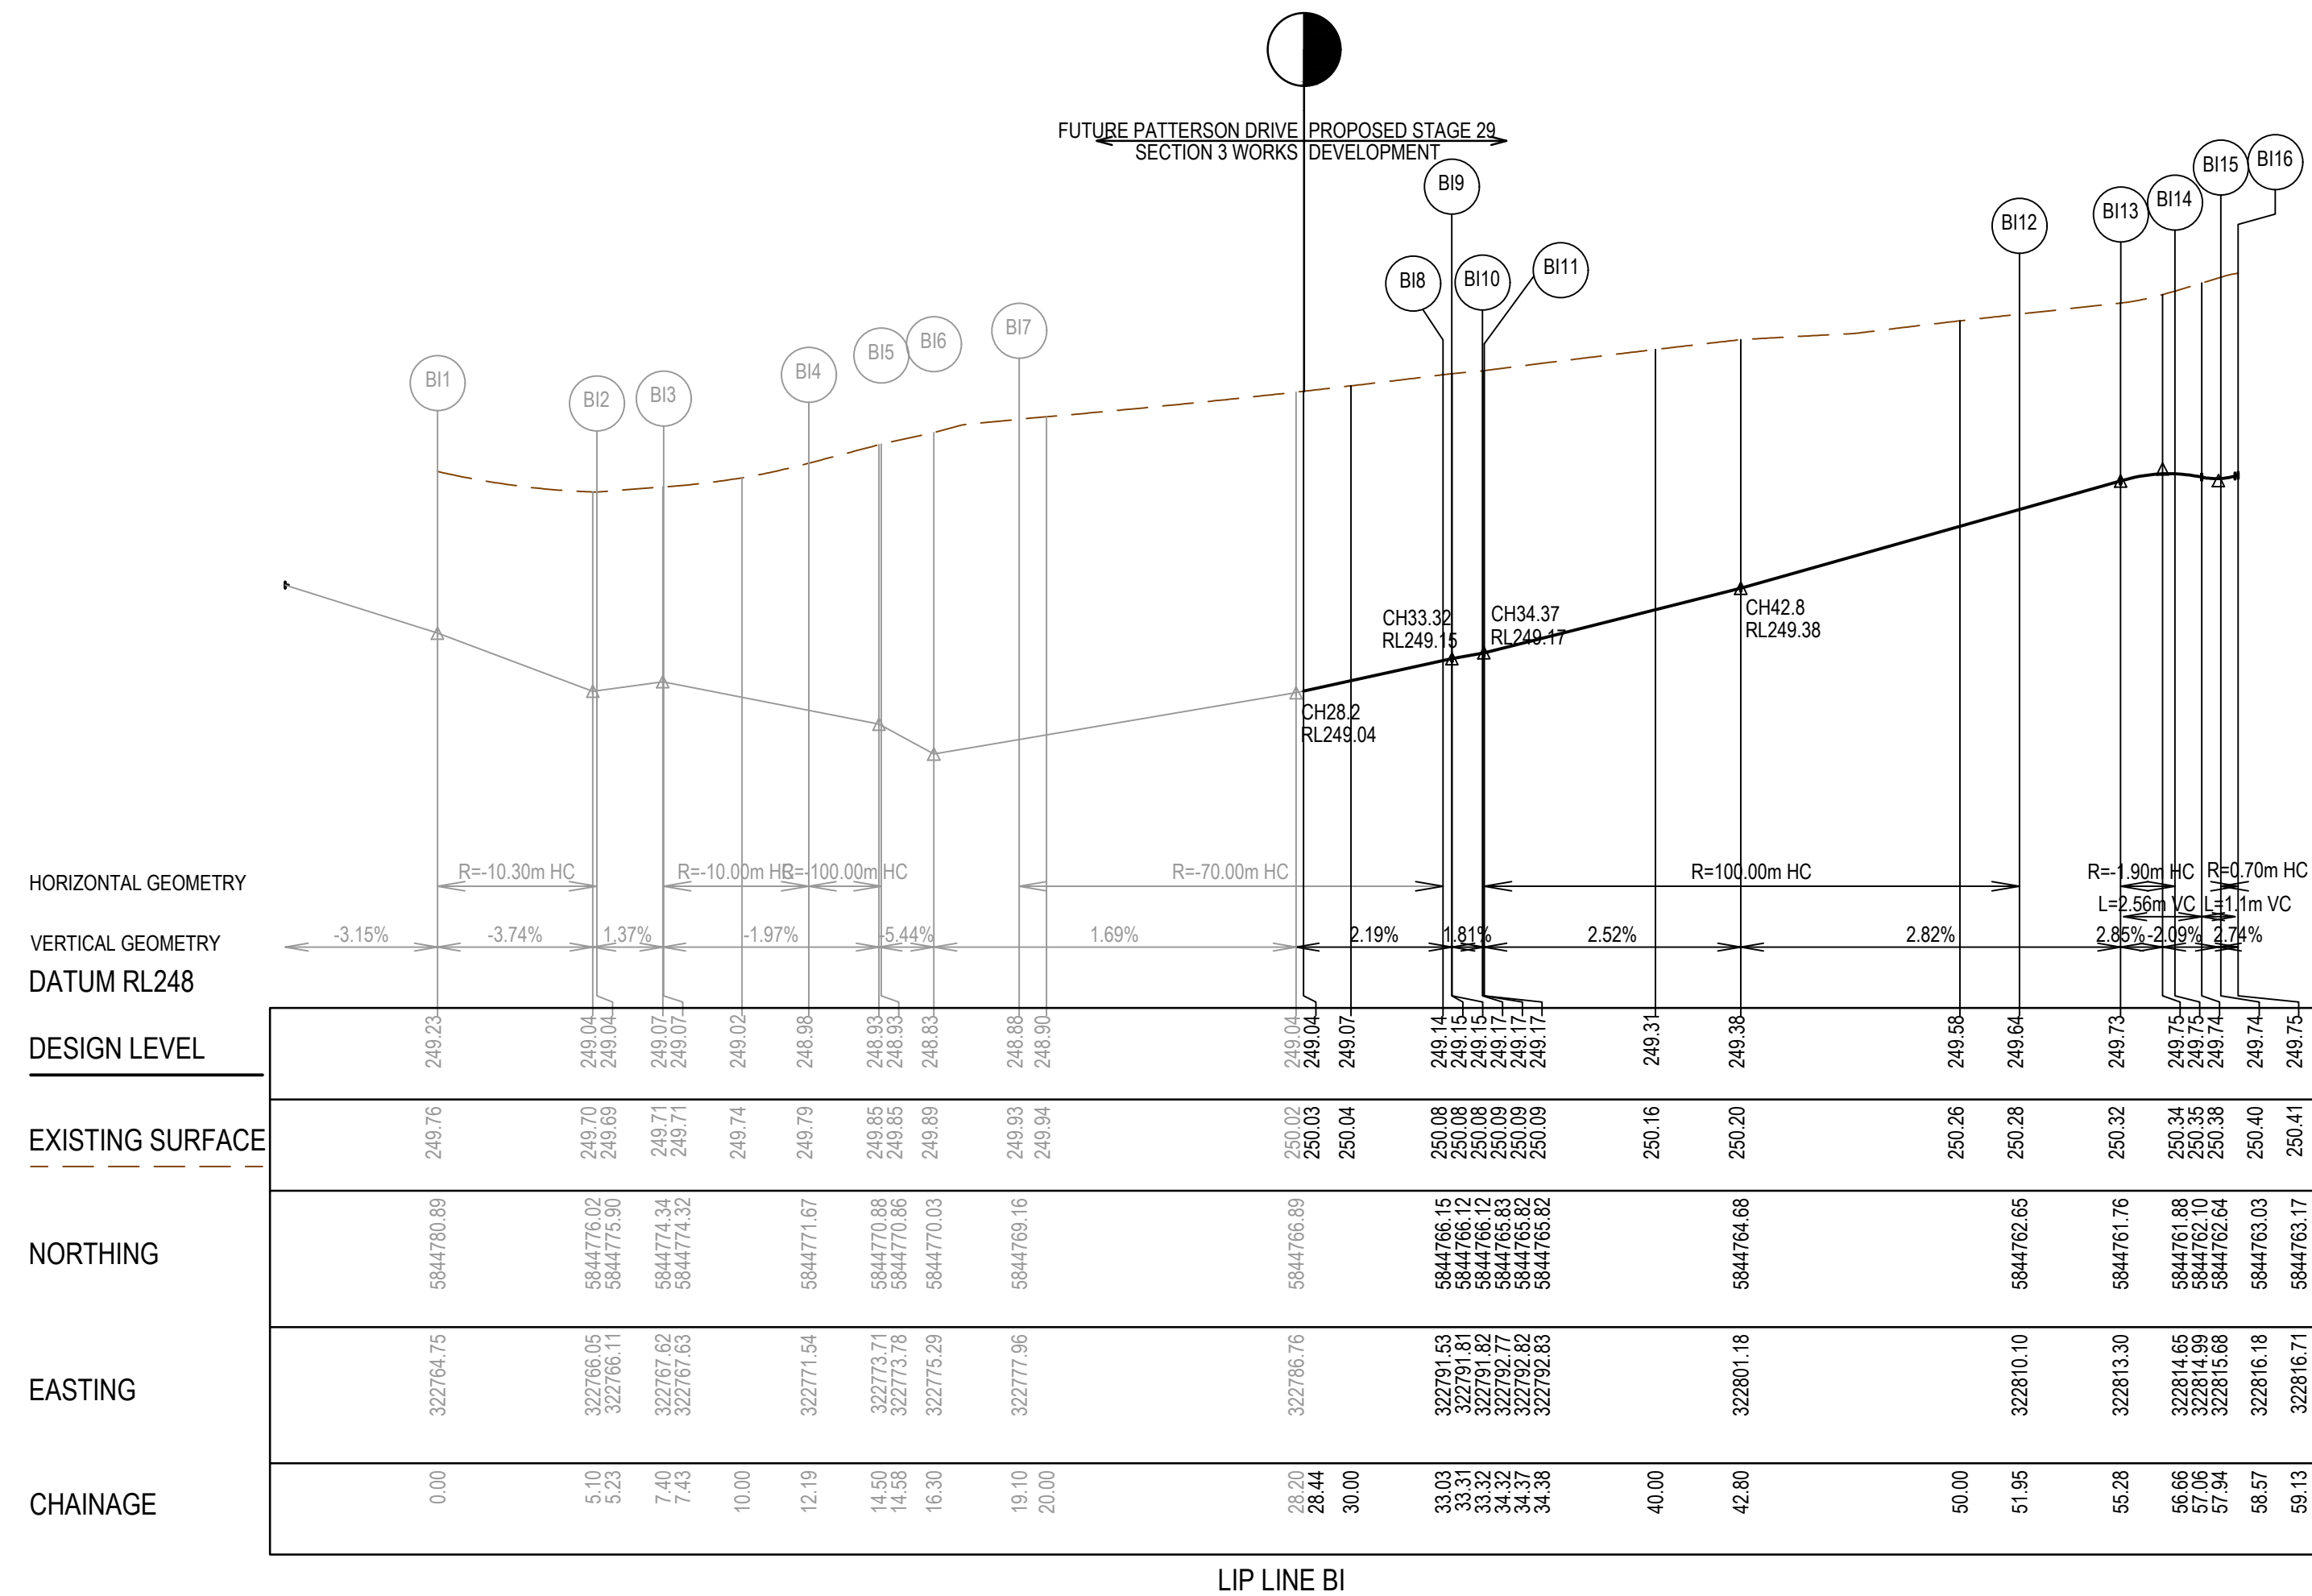 FUTURE PATTERSON DRIVE PROPOSED STAGE 29
SECTION 3 WORKS DEVELOPMENT
BI1
BI2
BI3
BI4
BI5
BI6
BI7
BI8
BI9
BI10
BI11
BI12
BI13
BI14
BI15
BI16
CH28.2
RL249.04
CH33.32
RL249.15
CH34.37
RL249.17
CH42.8
RL249.38
HORIZONTAL GEOMETRY
R=-10.30m HC R=-10.00m HC R=-100.00m HC R=-70.00m HC R=100.00m HC R=-1.90m HC R=0.70m HC
L=2.56m VC L=1.1m VC
VERTICAL GEOMETRY
-3.15% -3.74% 1.37% -1.97% -5.44% 1.69% 2.19% 1.81% 2.52% 2.82% 2.85% -2.09% 2.74%
DATUM RL248
DESIGN LEVEL
249.23 249.04 249.04 249.07 249.07 249.02 248.98 248.93 248.93 248.83 248.88 248.90 249.04 249.04 249.07 249.14 249.15 249.15 249.17 249.17 249.17 249.31 249.38 249.58 249.64 249.73 249.75 249.75 249.74 249.74 249.75
EXISTING SURFACE
249.76 249.70 249.69 249.71 249.71 249.74 249.79 249.85 249.85 249.89 249.93 249.94 250.02 250.03 250.04 250.08 250.08 250.08 250.09 250.09 250.09 250.16 250.20 250.26 250.28 250.32 250.34 250.35 250.38 250.40 250.41
NORTHING
5844780.89 5844776.02 5844775.90 5844774.34 5844774.32 5844771.67 5844770.88 5844770.86 5844770.03 5844769.16 5844766.89 5844766.15 5844766.12 5844766.12 5844765.83 5844765.82 5844765.82 5844764.68 5844762.65 5844761.76 5844761.88 5844762.10 5844762.64 5844763.03 5844763.17
EASTING
322764.75 322766.05 322766.11 322767.62 322767.63 322771.54 322773.71 322773.78 322775.29 322777.96 322786.76 322791.53 322791.81 322791.82 322792.77 322792.82 322792.83 322801.18 322810.10 322813.30 322814.65 322814.99 322815.68 322816.18 322816.71
CHAINAGE
0.00 5.10 5.23 7.40 7.43 10.00 12.19 14.50 14.58 16.30 19.10 20.00 28.20 28.44 30.00 33.03 33.31 33.32 34.32 34.37 34.38 40.00 42.80 50.00 51.95 55.28 56.66 57.06 57.94 58.57 59.13
LIP LINE BI